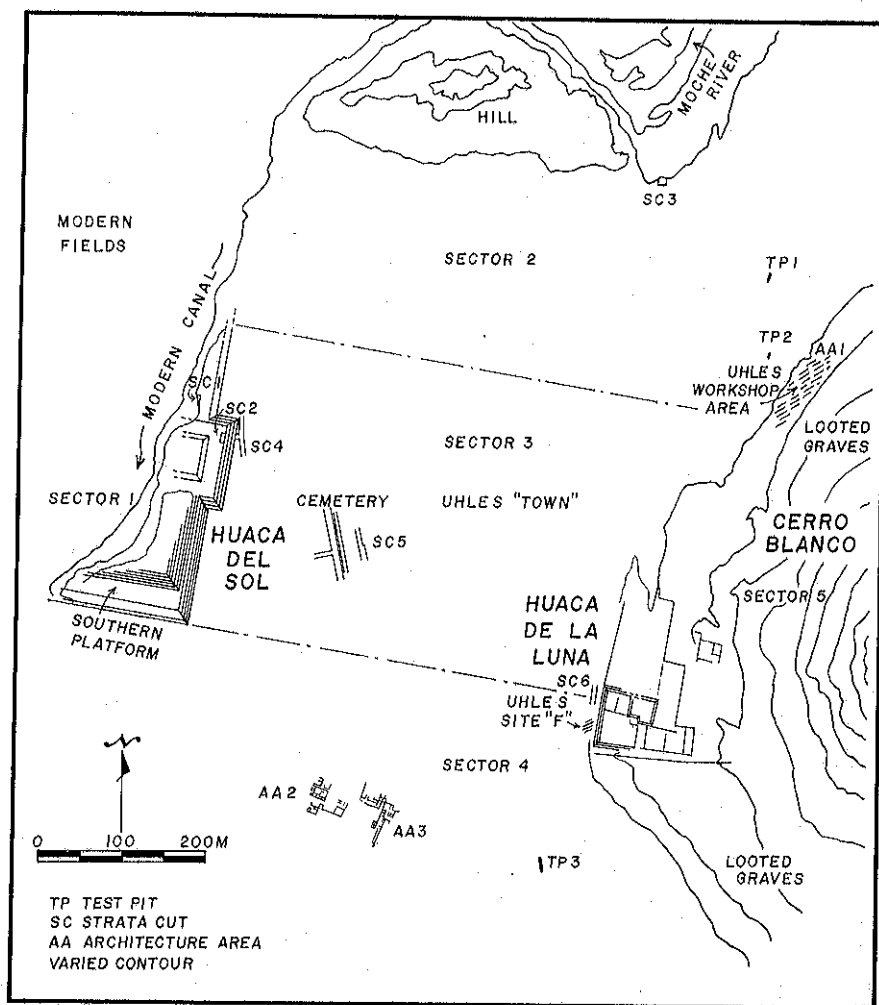 MOCHE
RIVER
HILL
SC3
MODERN
FIELDS
SECTOR 2
TP1
MODERN CANAL
TP2
AA1
UHLES
WORKSHOP
AREA
SC1
SC2
SC4
SECTOR 3
LOOTED
GRAVES
SECTOR 1
CEMETERY
UHLES "TOWN"
CERRO
BLANCO
HUACA
DEL
SOL
SC5
SECTOR 5
SOUTHERN
PLATFORM
HUACA
DE LA
LUNA
SC6
UHLES
SITE "F"
N
SECTOR 4
AA2
AA3
0 100 200M
TP3
LOOTED
GRAVES
TP TEST PIT
SC STRATA CUT
AA ARCHITECTURE AREA
VARIED CONTOUR